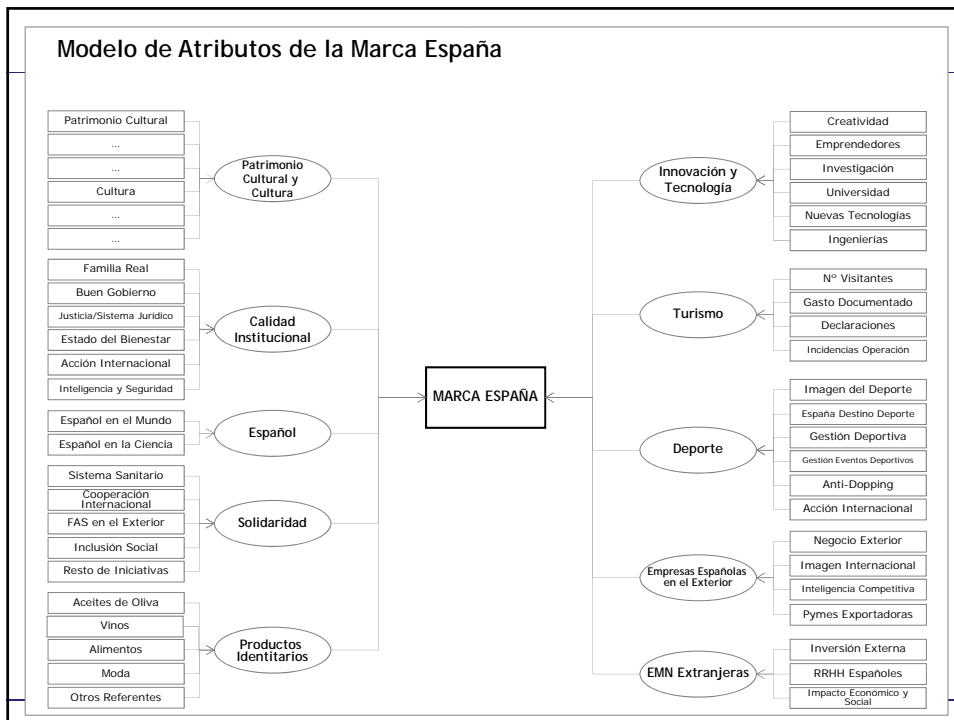 Modelo de Atributos de la Marca España
Patrimonio Cultural
...
...
Cultura
...
...
Patrimonio
Cultural y
Cultura
Familia Real
Buen Gobierno
Justicia/Sistema Jurídico
Estado del Bienestar
Acción Internacional
Inteligencia y Seguridad
Calidad
Institucional
Español en el Mundo
Español en la Ciencia
Español
Sistema Sanitario
Cooperación
Internacional
FAS en el Exterior
Inclusión Social
Resto de Iniciativas
Solidaridad
Aceites de Oliva
Vinos
Alimentos
Moda
Otros Referentes
Productos
Identitarios
MARCA ESPAÑA
Innovación y
Tecnología
Creatividad
Emprendedores
Investigación
Universidad
Nuevas Tecnologías
Ingenierías
Turismo
Nº Visitantes
Gasto Documentado
Declaraciones
Incidencias Operación
Deporte
Imagen del Deporte
España Destino Deporte
Gestión Deportiva
Gestión Eventos Deportivos
Anti-Dopping
Acción Internacional
Empresas Españolas
en el Exterior
Negocio Exterior
Imagen Internacional
Inteligencia Competitiva
Pymes Exportadoras
EMN Extranjeras
Inversión Externa
RRHH Españoles
Impacto Económico y
Social